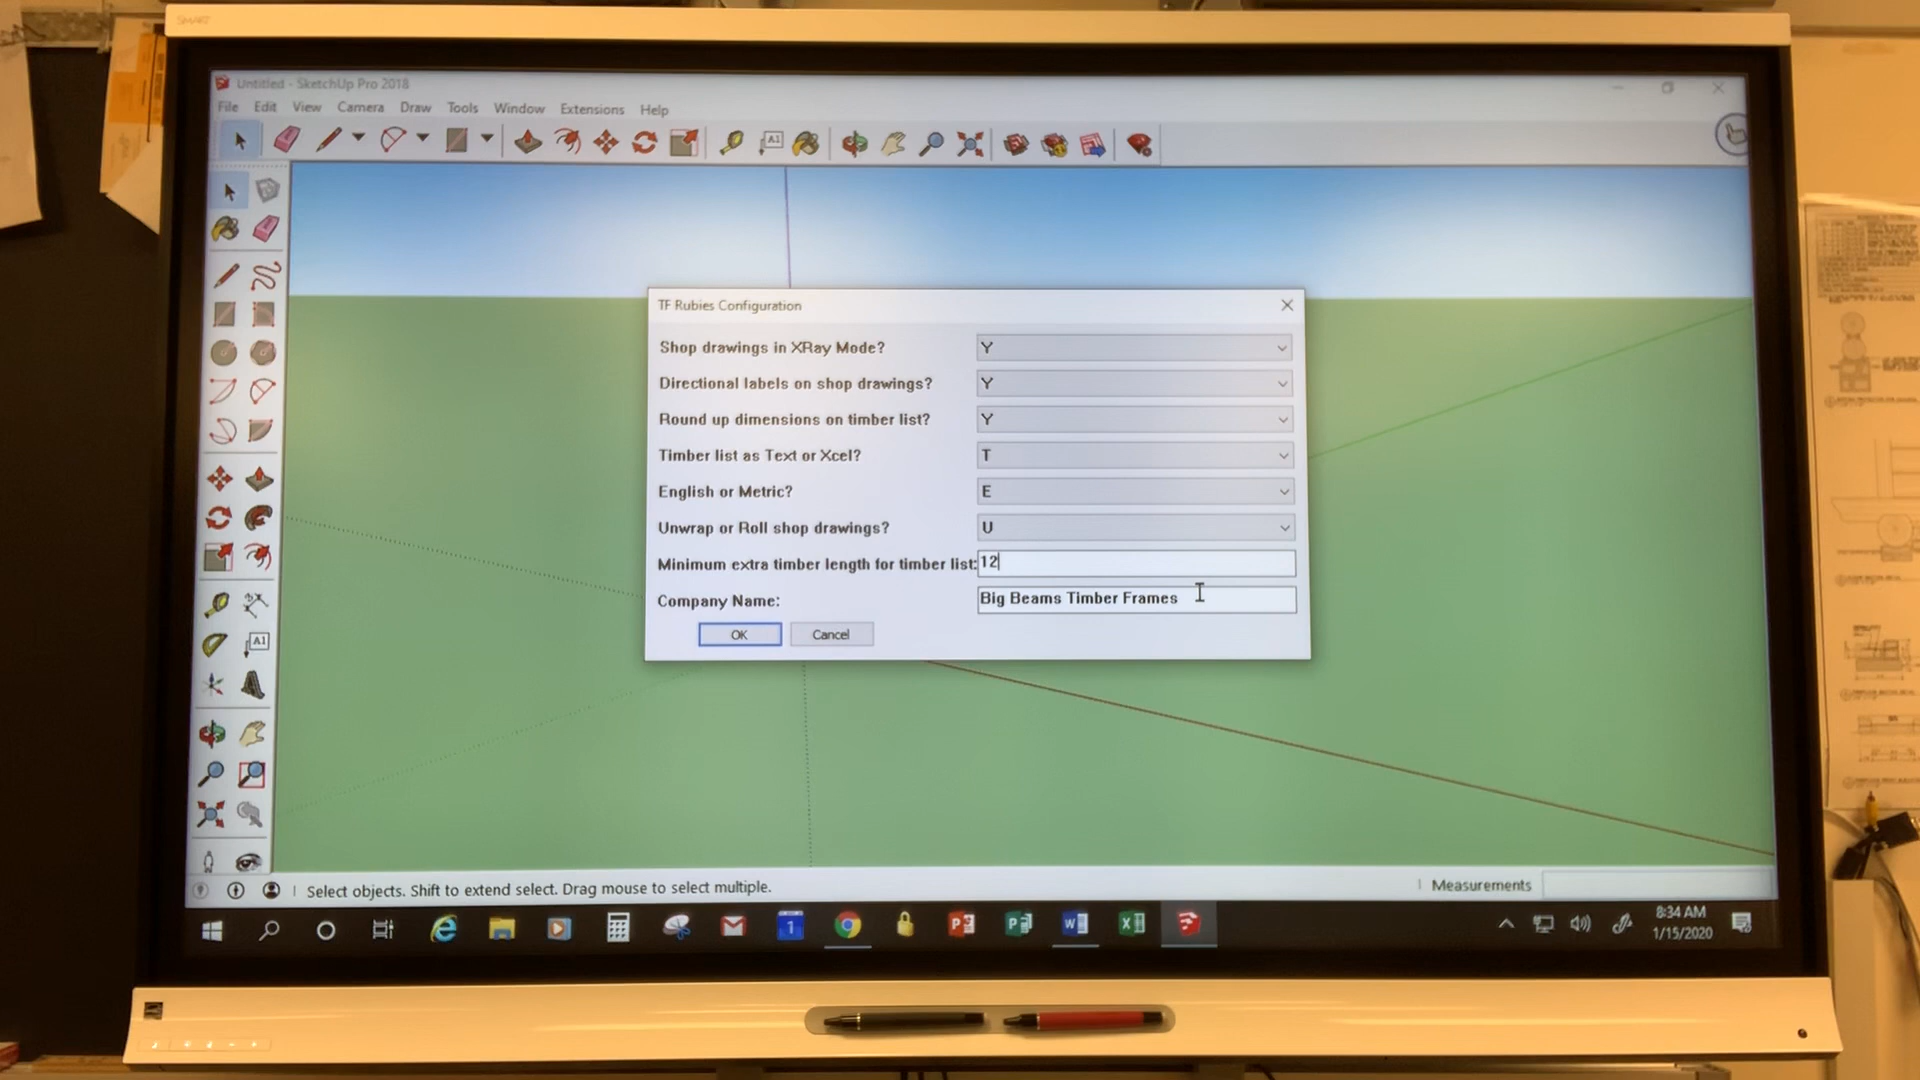 SMART
Untitled - SketchUp Pro 2018
File Edit View Camera Draw Tools Window Extensions Help
A1
TF Rubies Configuration
Shop drawings in XRay Mode? Y
Directional labels on shop drawings? Y
Round up dimensions on timber list? Y
Timber list as Text or Xcel? T
English or Metric? E
Unwrap or Roll shop drawings? U
Minimum extra timber length for timber list: 12
Company Name: Big Beams Timber Frames
OK Cancel
A1
Select objects. Shift to extend select. Drag mouse to select multiple.
Measurements
1
8:34 AM
1/15/2020